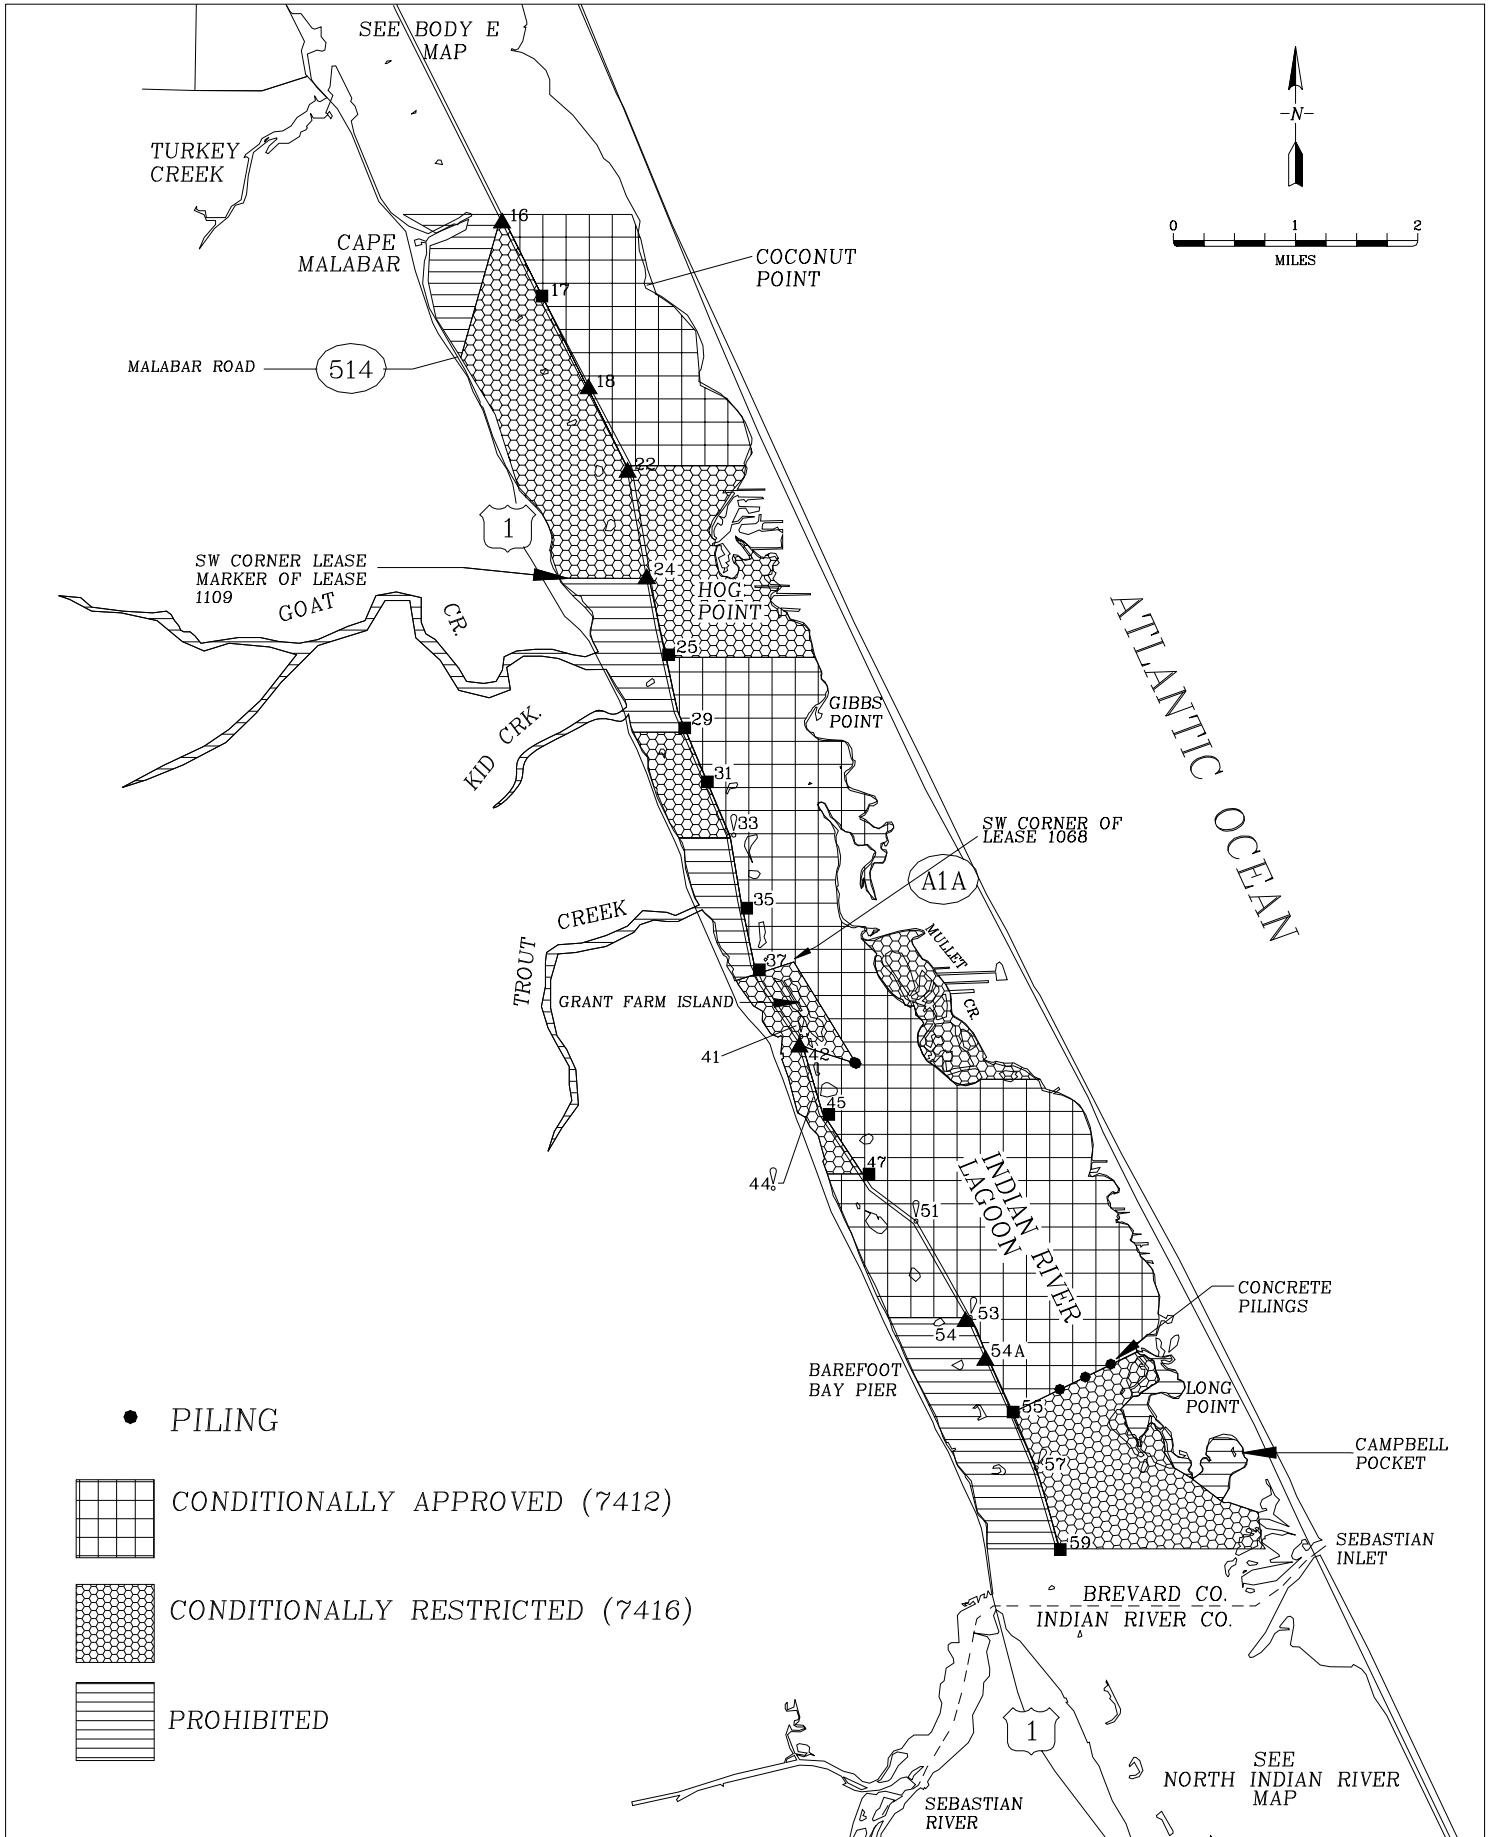 SEE BODY E
MAP
-N-
TURKEY
CREEK
16
0 1 2
MILES
CAPE
MALABAR
COCONUT
POINT
17
MALABAR ROAD
514
18
22
1
SW CORNER LEASE
MARKER OF LEASE
1109
24
HOG
POINT
GOAT
CR.
25
ATLANTIC OCEAN
GIBBS
POINT
29
KID CRK.
31
33
SW CORNER OF
LEASE 1068
A1A
35
TROUT
CREEK
MULLET
CR.
37
GRANT FARM ISLAND
41
42
45
44
47
INDIAN RIVER
LAGOON
51
CONCRETE
PILINGS
53
54
54A
BAREFOOT
BAY PIER
LONG
POINT
55
PILING
57
CAMPBELL
POCKET
CONDITIONALLY APPROVED (7412)
59
SEBASTIAN
INLET
BREVARD CO.
INDIAN RIVER CO.
CONDITIONALLY RESTRICTED (7416)
PROHIBITED
1
SEE
NORTH INDIAN RIVER
MAP
SEBASTIAN
RIVER